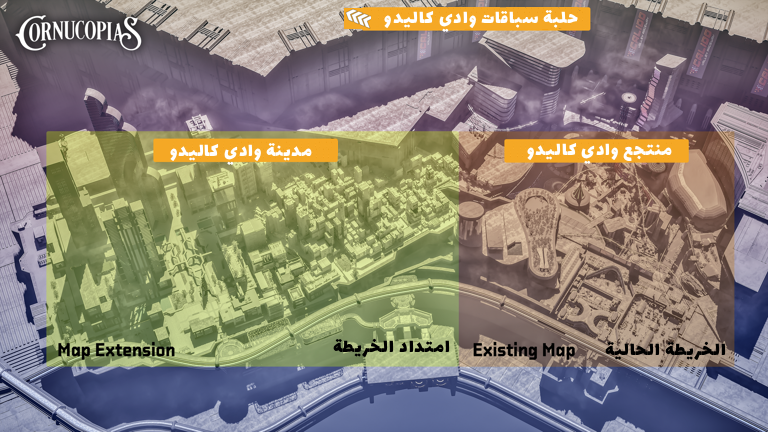 CORNUCOPIAS
حلبة سباقات وادي كاليدو
مدينة وادي كاليدو
منتجع وادي كاليدو
Map Extension
امتداد الخريطة
Existing Map
الخريطة الحالية